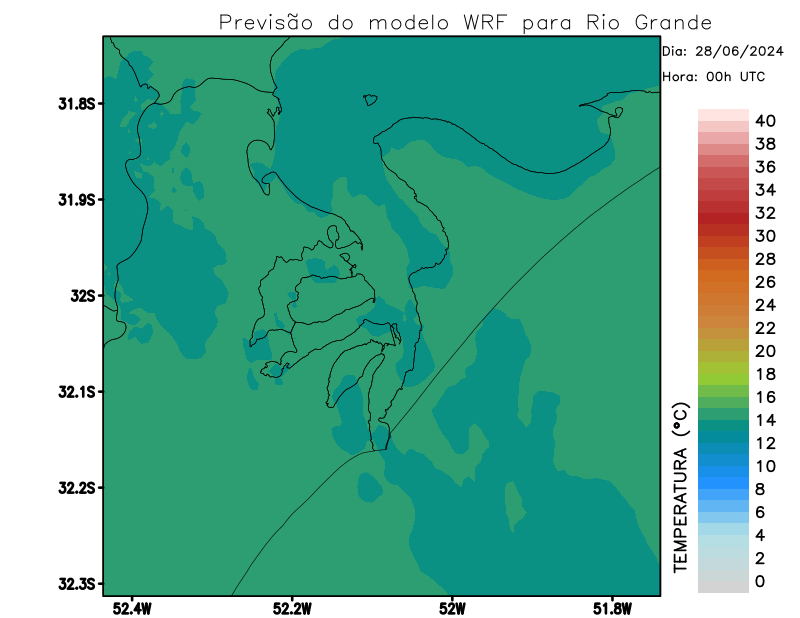 Previsão do modelo WRF para Rio Grande
Dia: 28/06/2024
Hora: 00h UTC
31.8S
31.9S
32S
32.1S
32.2S
32.3S
52.4W
52.2W
52W
51.8W
TEMPERATURA (ºC)
40
38
36
34
32
30
28
26
24
22
20
18
16
14
12
10
8
6
4
2
0